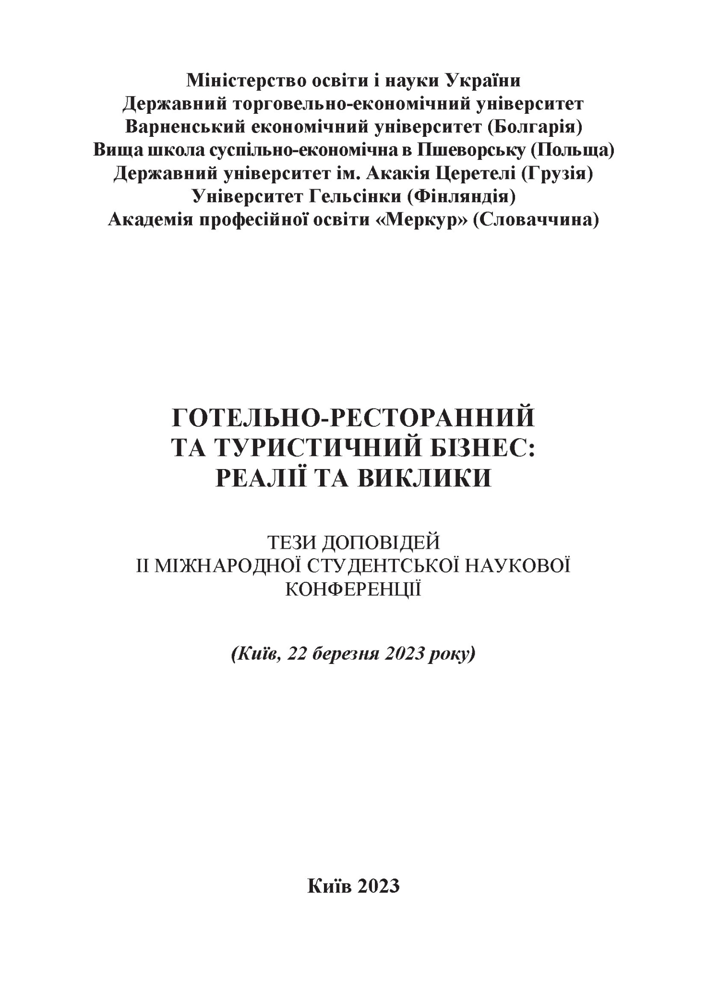 Міністерство освіти і науки України
Державний торговельно-економічний університет
Варненський економічний університет (Болгарія)
Вища школа суспільно-економічна в Пшеворську (Польща)
Державний університет ім. Акакія Церетелі (Грузія)
Університет Гельсінки (Фінляндія)
Академія професійної освіти «Меркур» (Словаччина)
ГОТЕЛЬНО-РЕСТОРАННИЙ
ТА ТУРИСТИЧНИЙ БІЗНЕС:
РЕАЛІЇ ТА ВИКЛИКИ
ТЕЗИ ДОПОВІДЕЙ
ІІ МІЖНАРОДНОЇ СТУДЕНТСЬКОЇ НАУКОВОЇ
КОНФЕРЕНЦІЇ
(Київ, 22 березня 2023 року)
Київ 2023